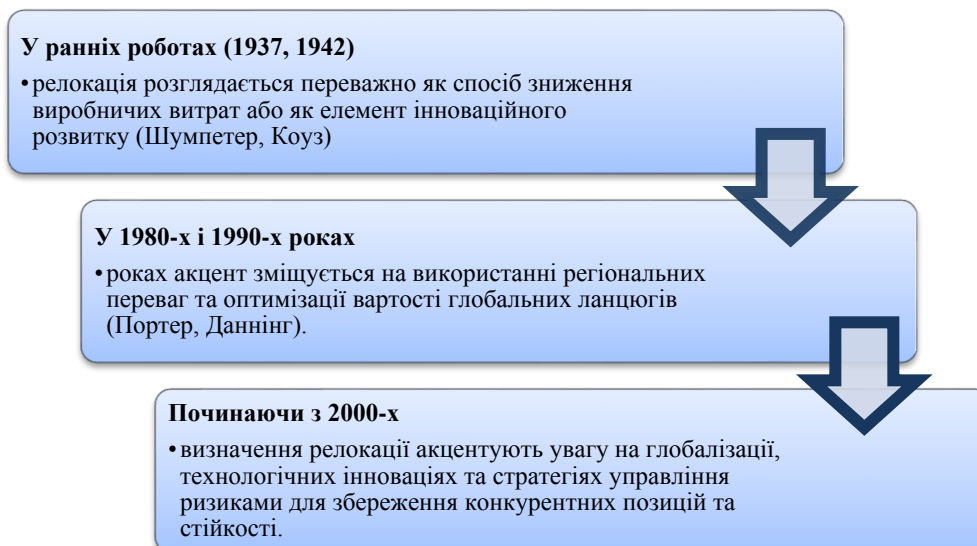 У ранніх роботах (1937, 1942)
•релокація розглядається переважно як спосіб зниження
виробничих витрат або як елемент інноваційного
розвитку (Шумпетер, Коуз)
У 1980-х і 1990-х роках
•роках акцент зміщується на використанні регіональних
переваг та оптимізації вартості глобальних ланцюгів
(Портер, Даннінг).
Починаючи з 2000-х
•визначення релокації акцентують увагу на глобалізації,
технологічних інноваціях та стратегіях управління
ризиками для збереження конкурентних позицій та
стійкості.